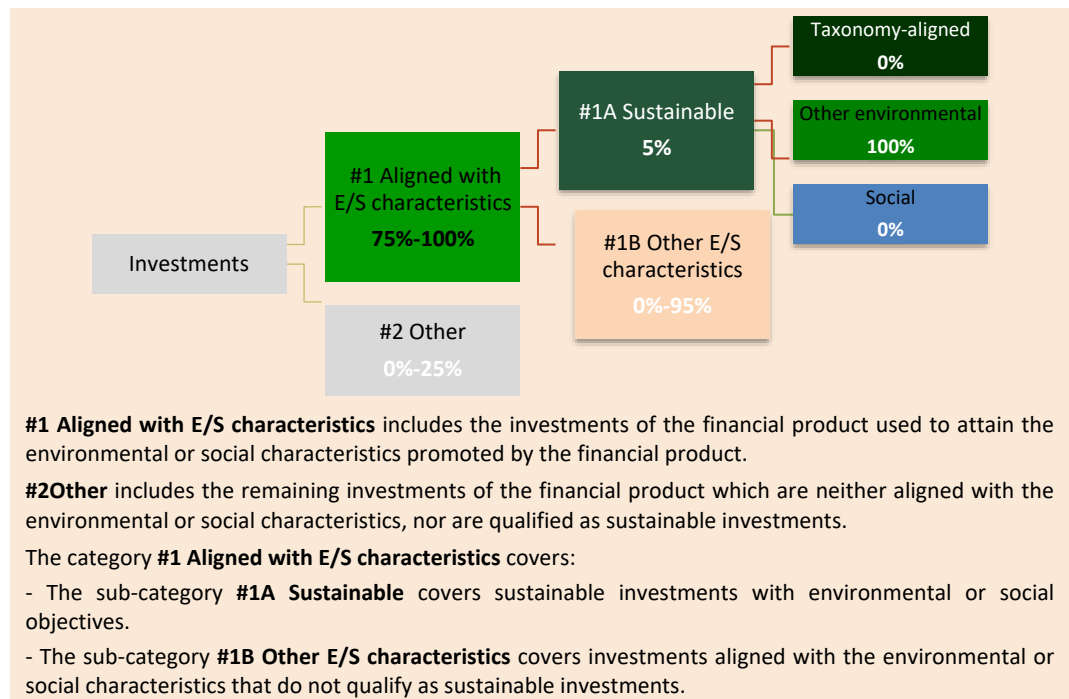 Taxonomy-aligned
0%
#1A Sustainable
5%
Other environmental
100%
#1 Aligned with
E/S characteristics
75%-100%
Social
0%
#1B Other E/S
characteristics
0%-95%
Investments
#2 Other
0%-25%
#1 Aligned with E/S characteristics includes the investments of the financial product used to attain the
environmental or social characteristics promoted by the financial product.
#2Other includes the remaining investments of the financial product which are neither aligned with the
environmental or social characteristics, nor are qualified as sustainable investments.
The category #1 Aligned with E/S characteristics covers:
- The sub-category #1A Sustainable covers sustainable investments with environmental or social
objectives.
- The sub-category #1B Other E/S characteristics covers investments aligned with the environmental or
social characteristics that do not qualify as sustainable investments.